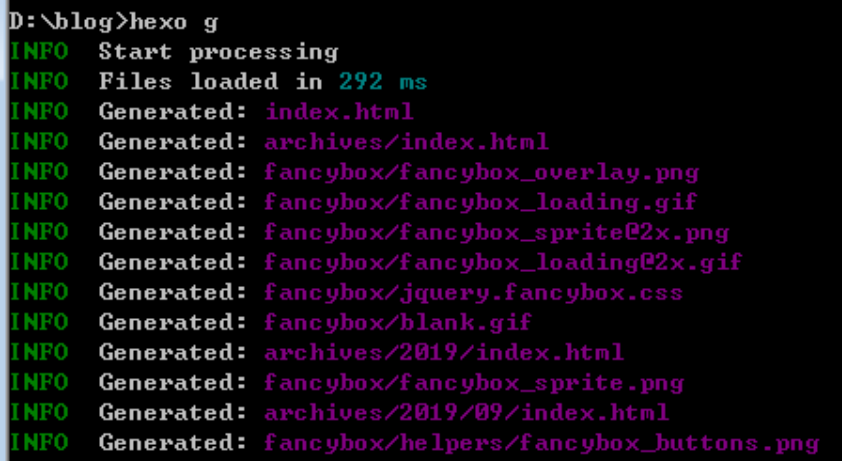 D:\blog>hexo g
INFO  Start processing
INFO  Files loaded in 292 ms
INFO  Generated: index.html
INFO  Generated: archives/index.html
INFO  Generated: fancybox/fancybox_overlay.png
INFO  Generated: fancybox/fancybox_loading.gif
INFO  Generated: fancybox/fancybox_sprite@2x.png
INFO  Generated: fancybox/fancybox_loading@2x.gif
INFO  Generated: fancybox/jquery.fancybox.css
INFO  Generated: fancybox/blank.gif
INFO  Generated: archives/2019/index.html
INFO  Generated: fancybox/fancybox_sprite.png
INFO  Generated: archives/2019/09/index.html
INFO  Generated: fancybox/helpers/fancybox_buttons.png